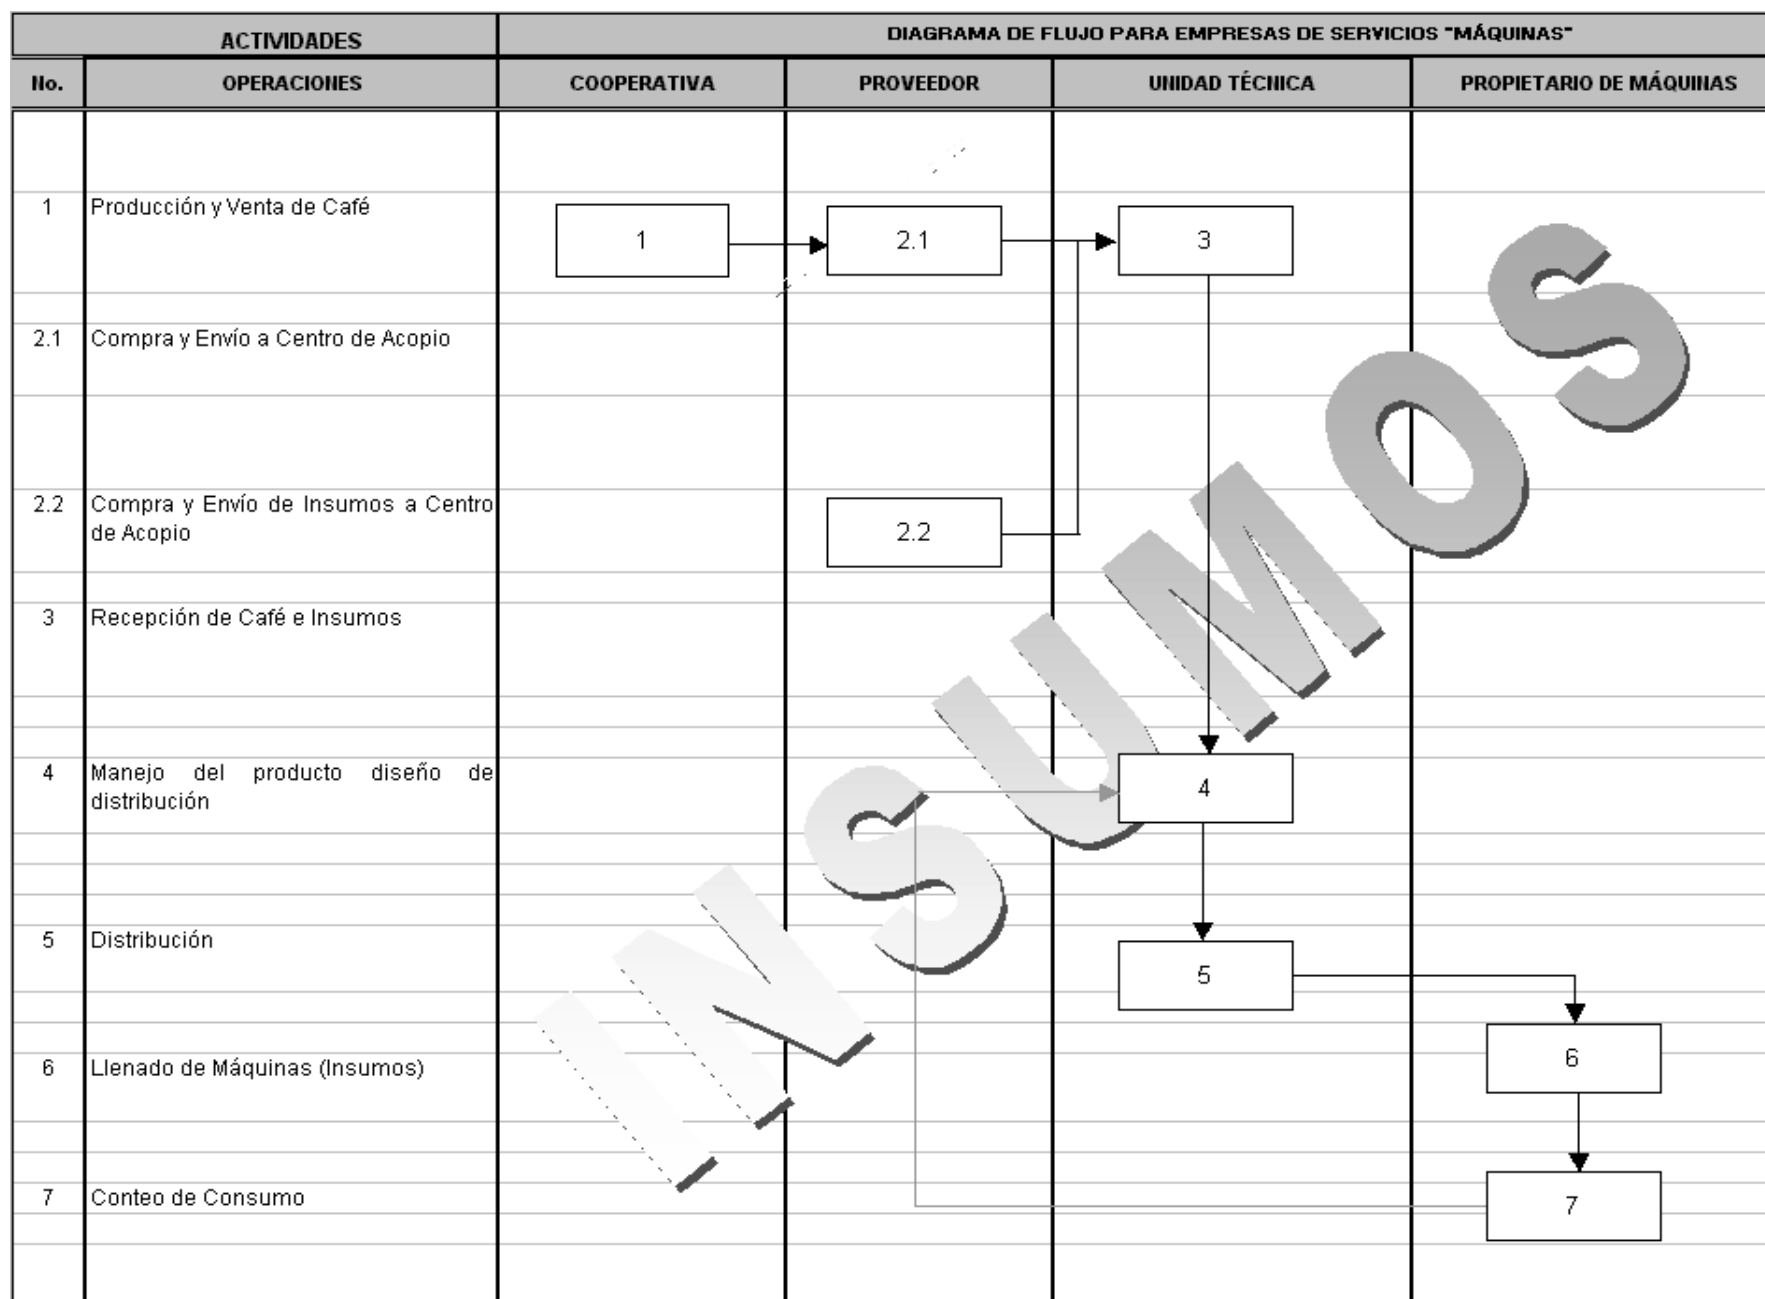 ACTIVIDADES
DIAGRAMA DE FLUJO PARA EMPRESAS DE SERVICIOS "MÁQUINAS"
No.
OPERACIONES
COOPERATIVA
PROVEEDOR
UNIDAD TÉCNICA
PROPIETARIO DE MÁQUINAS
1
Producción y Venta de Café
1
2.1
3
2.1
Compra y Envío a Centro de Acopio
2.2
Compra y Envío de Insumos a Centro
de Acopio
2.2
3
Recepción de Café e Insumos
4
Manejo del producto diseño de
distribución
4
5
Distribución
5
6
Llenado de Máquinas (Insumos)
6
7
Conteo de Consumo
7
INSUMOS